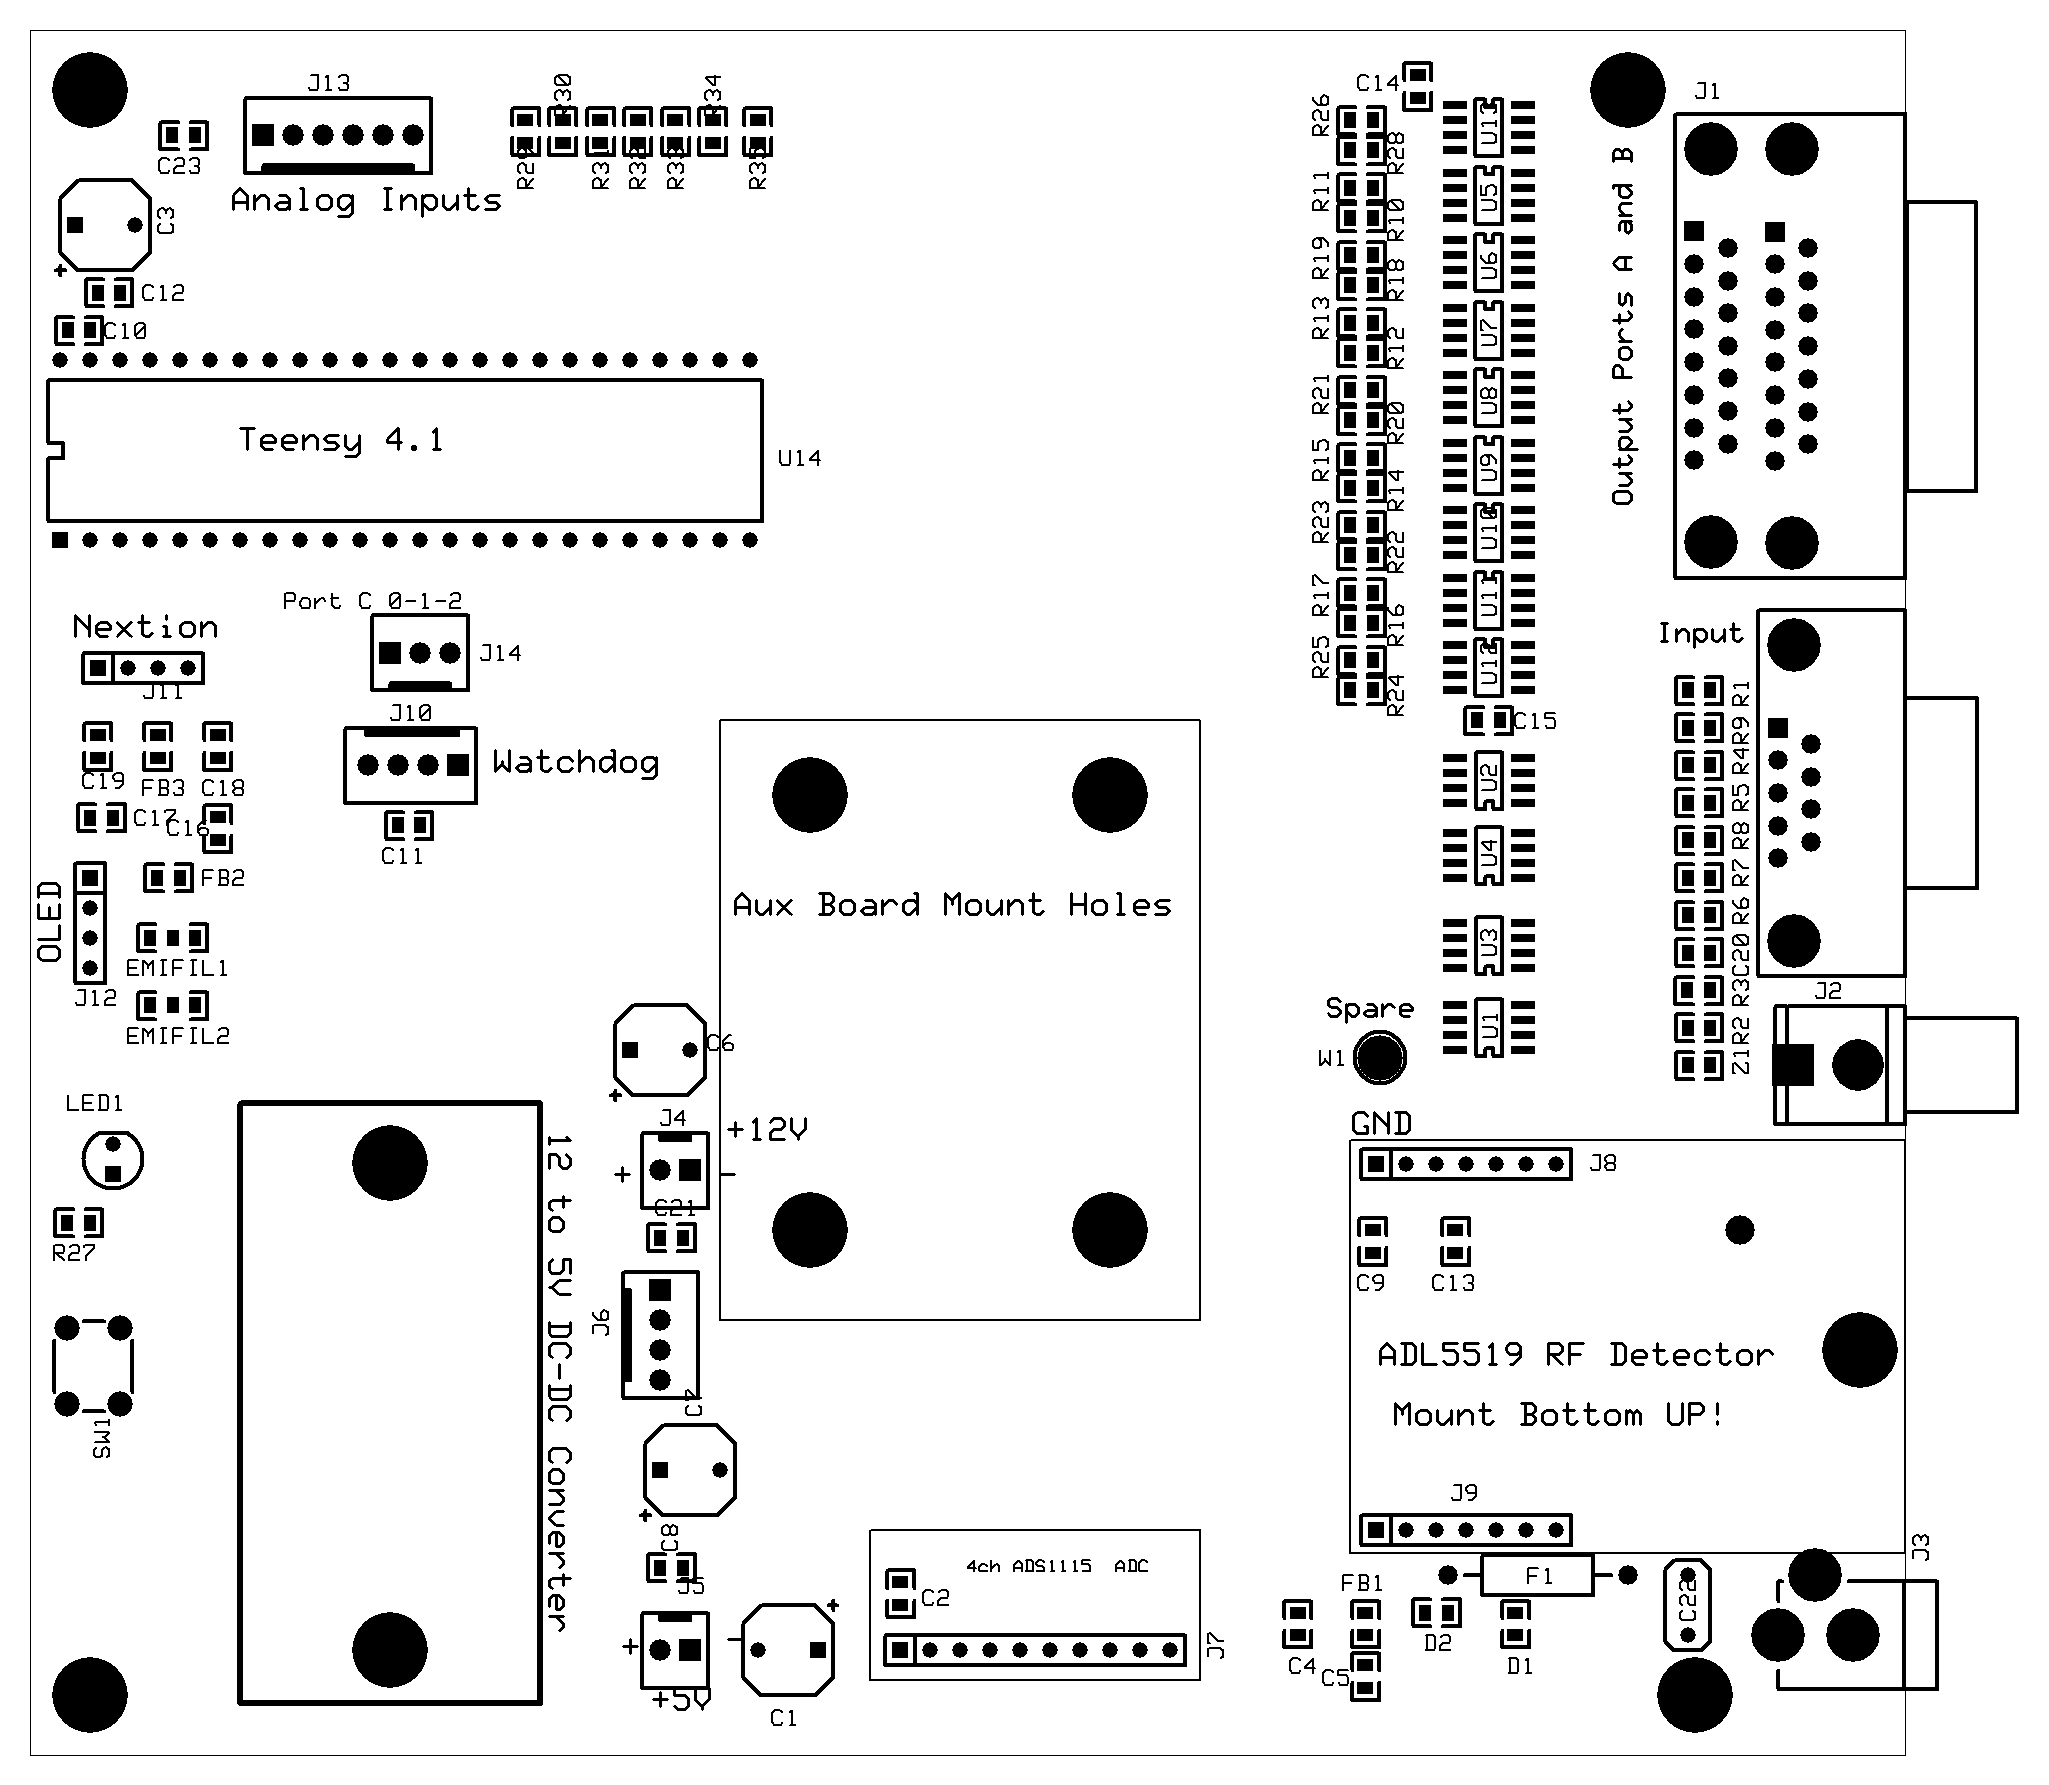 J13
R30
R34
C14
J1
R26
U13
C23
R28
R31
R35
Analog Inputs
C3
R11
U5
R10
Output Ports A and B
R19
U6
R18
C12
C10
R13
U7
R12
R21
U8
R20
Teensy 4.1
U14
R15
U9
R14
R23
U10
R22
Port C 0-1-2
R17
U11
R16
Nextion
Input
J14
J11
R25
U12
R24
R1
J10
C15
R9
Watchdog
R4
C19
FB3
C18
U2
R5
C17
C16
R8
C11
U4
R7
FB2
OLED
Aux Board Mount Holes
R6
U3
C20
EMIFIL1
J12
R3
J2
Spare
U1
R2
EMIFIL2
C6
W1
Z1
LED1
J4
+12V
GND
+ -
J8
12 to 5V DC-DC Converter
C21
R27
C9
C13
J6
ADL5519 RF Detector
C7
Mount Bottom UP!
SW1
J9
C8
J3
4ch ADS1115 ADC
J5
F1
FB1
C2
C22
+ -
J7
D2
D1
C4
C5
+5V
C1